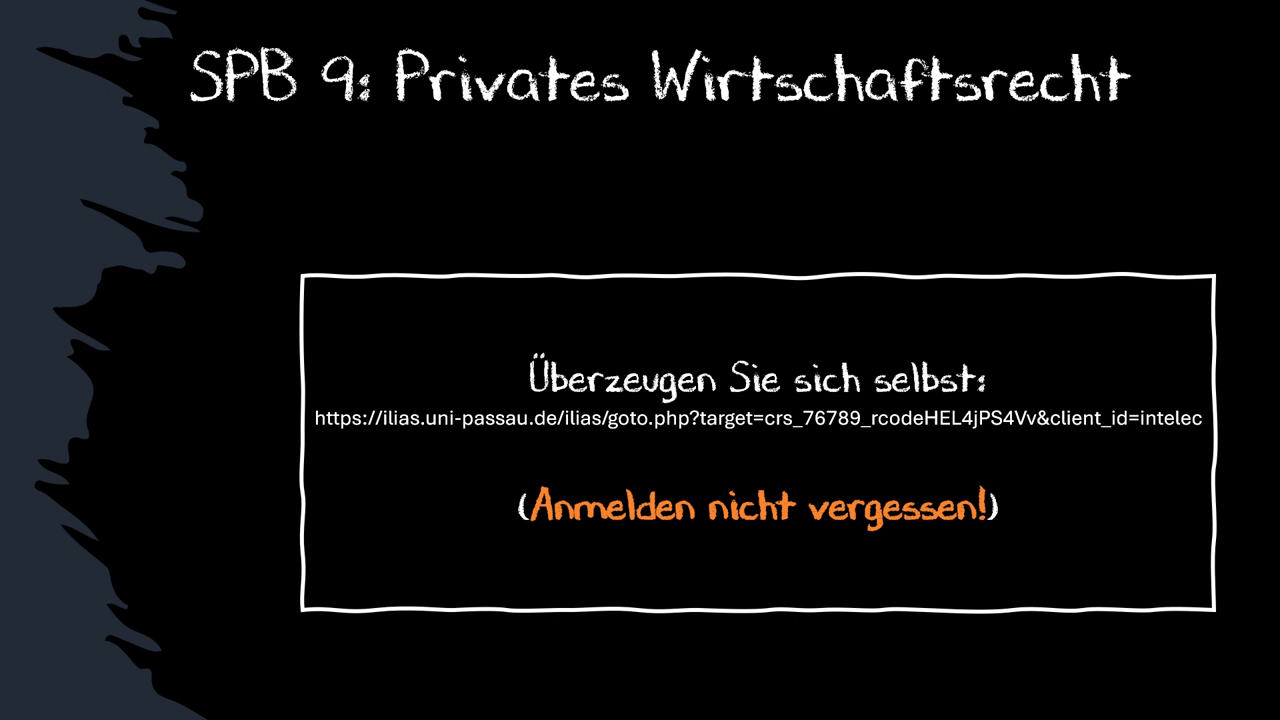 SPB 9: Privates Wirtschaftsrecht
Überzeugen Sie sich selbst:
https://ilias.uni-passau.de/ilias/goto.php?target=crs_76789_rcodeHEL4jPS4Vv&client_id=intelec
(Anmelden nicht vergessen!)